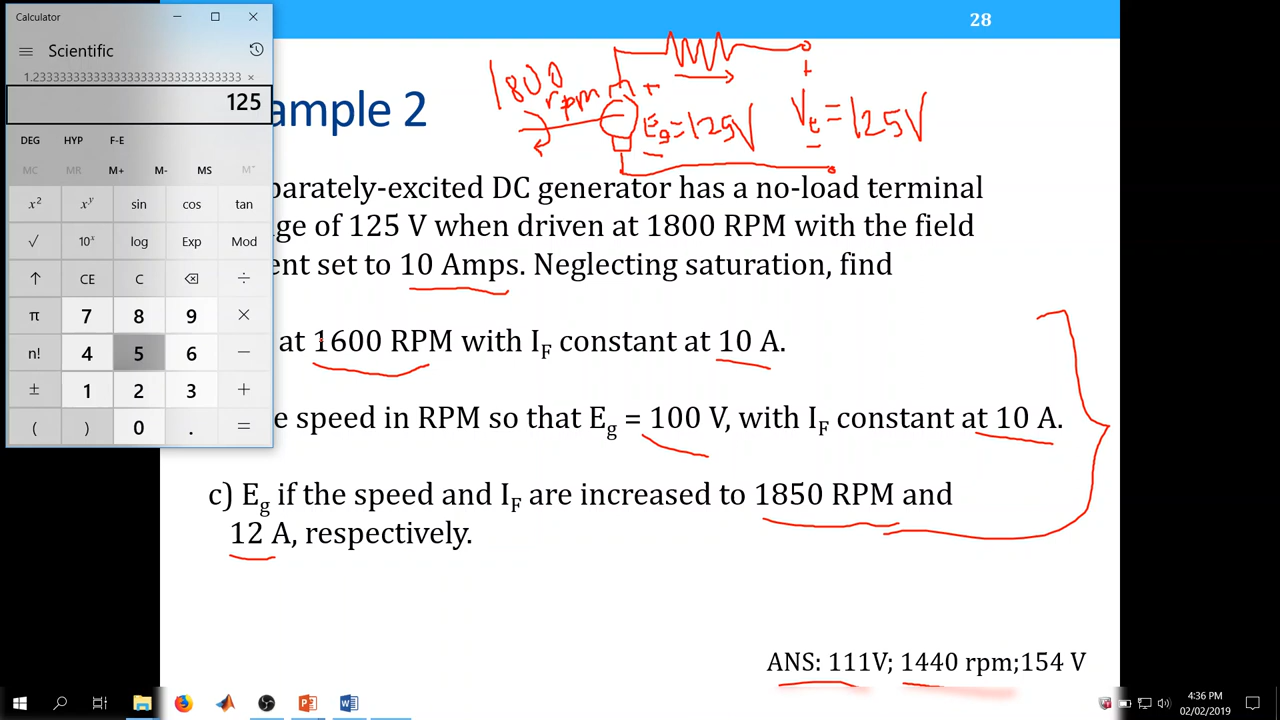 Calculator
28
Scientific
1.23333333333333333333333333333333 ×
125
DEG HYP F-E
MC MR M+ M- MS M˅
x² xʸ sin cos tan
√ 10ˣ log Exp Mod
↑ CE C ÷
π 7 8 9 ×
n! 4 5 6 −
± 1 2 3 +
( ) 0 . =
1800 rpm
+
Eg=125V
+
Vt=125V
−
ample 2
parately-excited DC generator has a no-load terminal
ge of 125 V when driven at 1800 RPM with the field
ent set to 10 Amps. Neglecting saturation, find
at 1600 RPM with IF constant at 10 A.
e speed in RPM so that Eg = 100 V, with IF constant at 10 A.
c) Eg if the speed and IF are increased to 1850 RPM and
12 A, respectively.
ANS: 111V; 1440 rpm;154 V
4:36 PM
02/02/2019